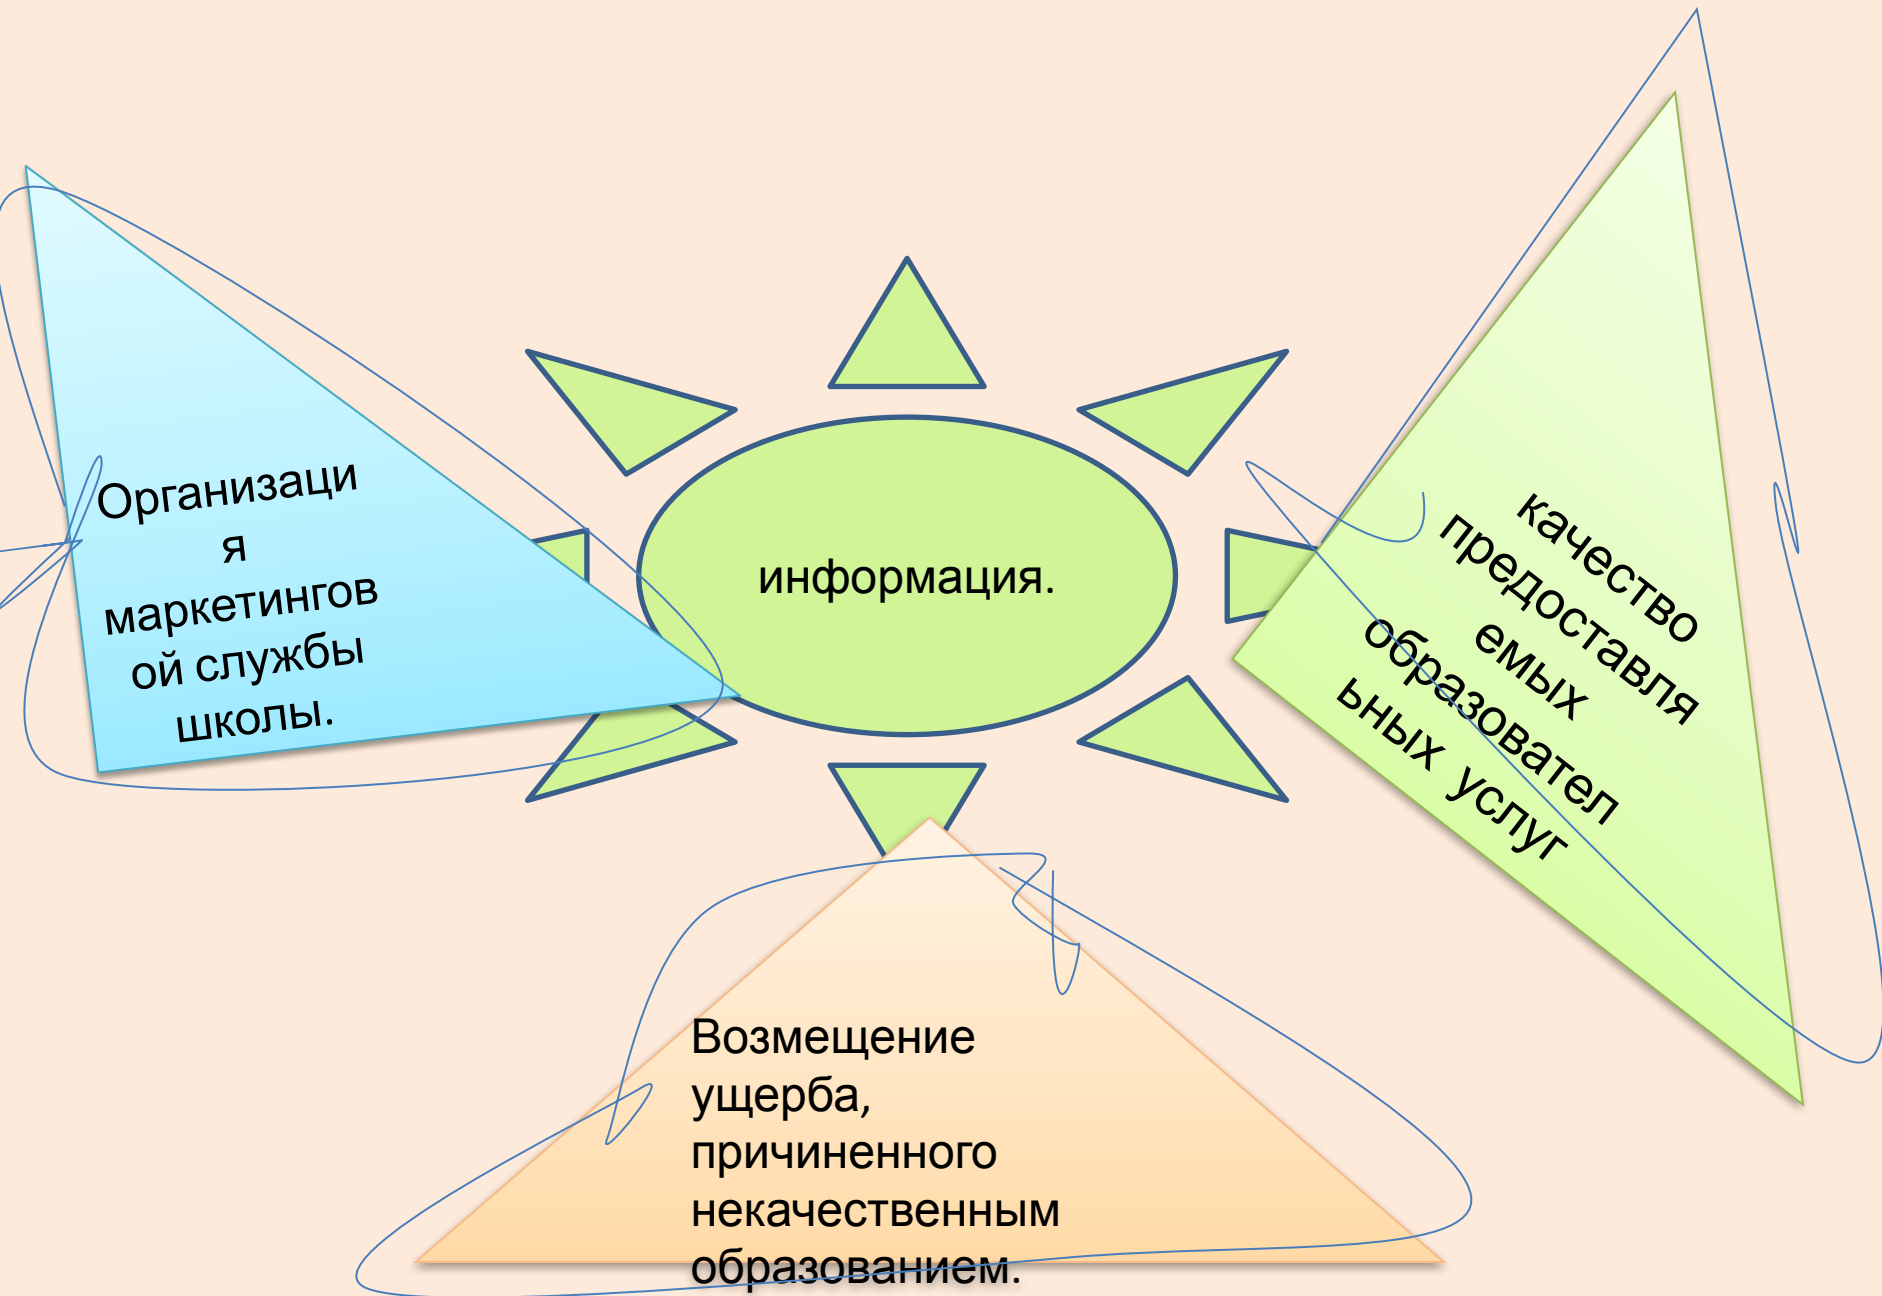 Организаци
я
маркетингов
ой службы
школы.
информация.
качество
предоставля
емых
образовател
ьных услуг
Возмещение
ущерба,
причиненного
некачественным
образованием.